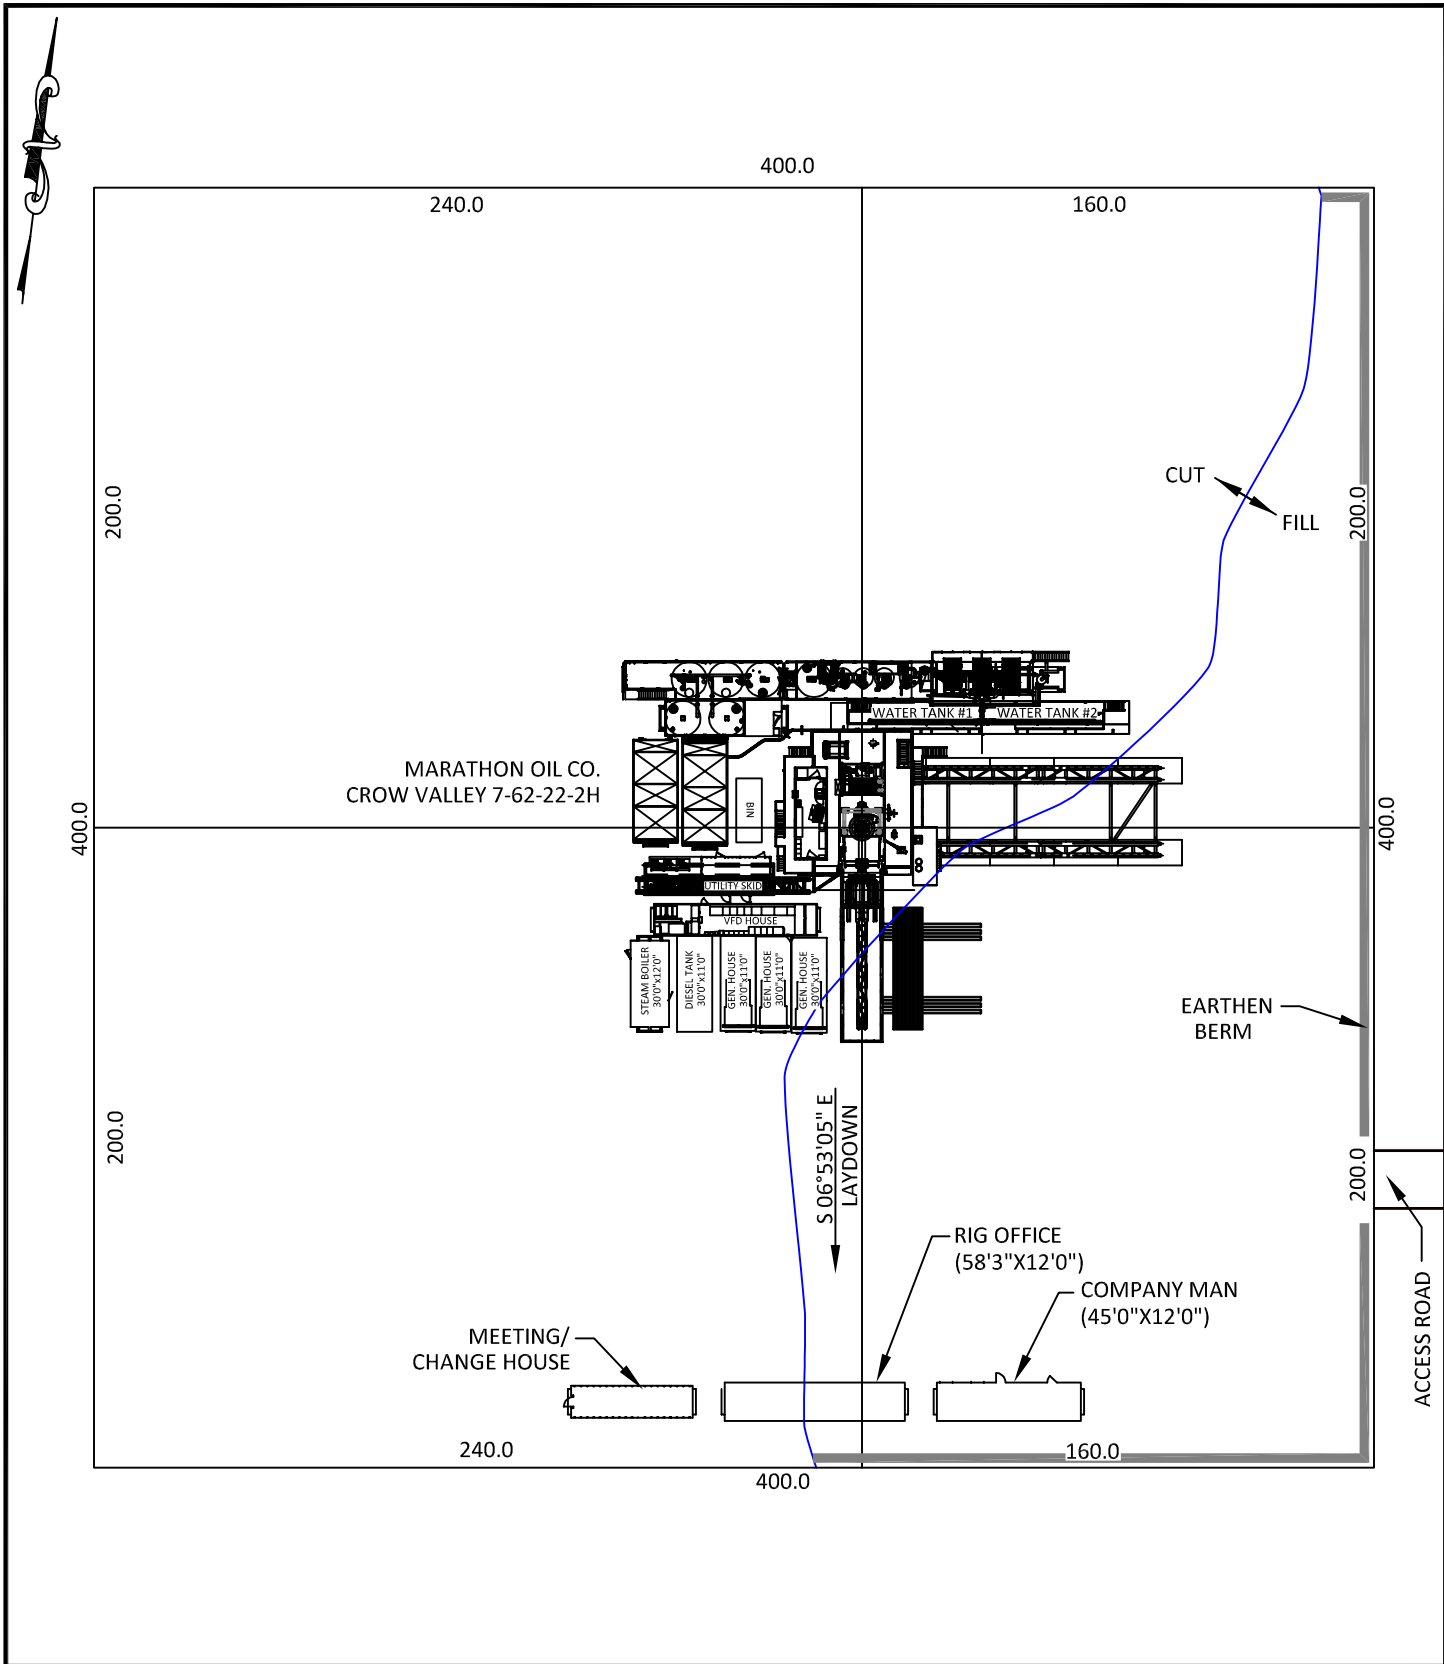 400.0
240.0
160.0
200.0
CUT
FILL
200.0
WATER TANK #1
WATER TANK #2
MARATHON OIL CO.
CROW VALLEY 7-62-22-2H
BIN
400.0
400.0
UTILITY SKID
VFD HOUSE
STEAM BOILER
30'0"x12'0"
DIESEL TANK
30'0"x11'0"
GEN. HOUSE
30'0"x11'0"
GEN. HOUSE
30'0"x11'0"
GEN. HOUSE
30'0"x11'0"
EARTHEN
BERM
200.0
S 06°53'05" E
LAYDOWN
200.0
RIG OFFICE
(58'3"X12'0")
COMPANY MAN
(45'0"X12'0")
ACCESS ROAD
MEETING/
CHANGE HOUSE
240.0
160.0
400.0